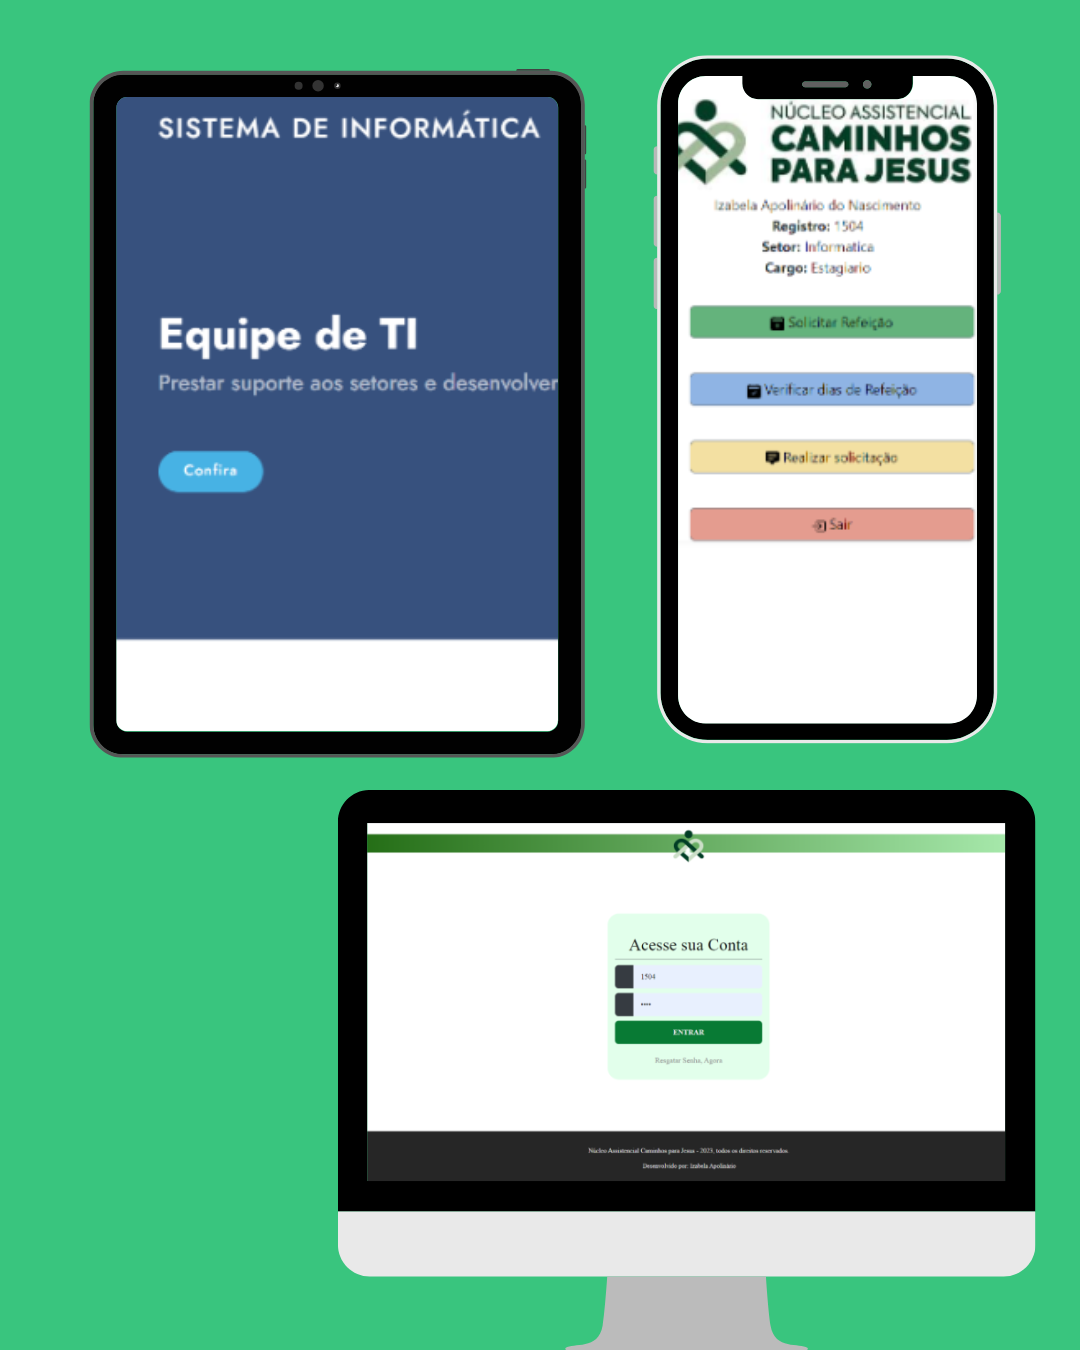 SISTEMA DE INFORMÁTICA
Equipe de TI
Prestar suporte aos setores e desenvolver
Confira
NÚCLEO ASSISTENCIAL
CAMINHOS
PARA JESUS
Izabela Apolinário do Nascimento
Registro: 1504
Setor: Informatica
Cargo: Estagiario
Solicitar Refeição
Verificar dias de Refeição
Realizar solicitação
Sair
Acesse sua Conta
1504
••••
ENTRAR
Resgatar Senha, Agora
Núcleo Assistencial Caminhos para Jesus - 2023, todos os direitos reservados.
Desenvolvido por: Izabela Apolinário